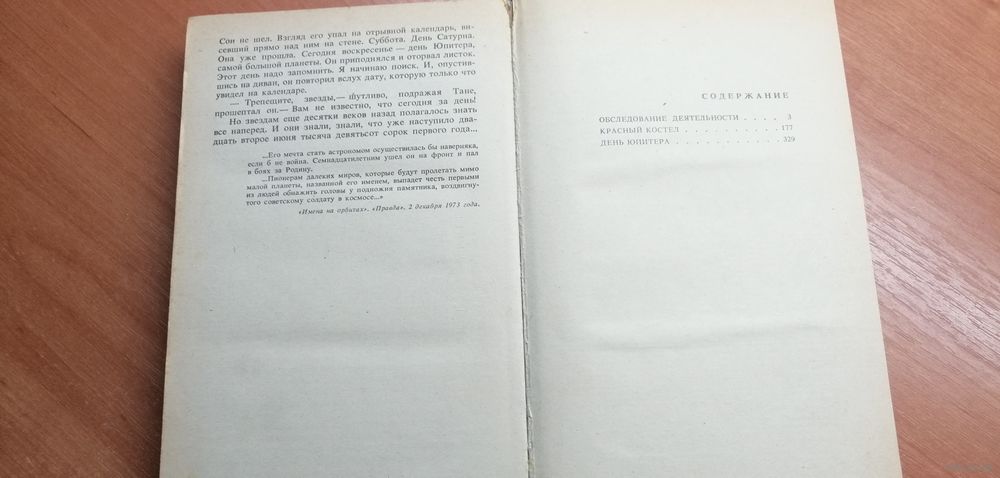 Сон не шел. Взгляд его упал на отрывной календарь, ви-
севший прямо над ним на стене. Суббота. День Сатурна.
Она уже прошла. Сегодня воскресенье — день Юпитера,
самой большой планеты. Он приподнялся и оторвал листок.
Этот день надо запомнить. Я начинаю поиск. И, опустив-
шись на диван, он повторил вслух дату, которую только что
увидел на календаре.
— Трепещите, звезды,— шутливо, подражая Тане,
прошептал он.— Вам не известно, что сегодня за день!
Но звездам еще десятки веков назад полагалось знать
все наперед. И они знали, знали, что уже наступило два-
дцать второе июня тысяча девятьсот сорок первого года...
...Его мечта стать астрономом осуществилась бы наверняка,
если б не война. Семнадцатилетним ушел он на фронт и пал
в боях за Родину.
...Пионерам далеких миров, которые будут пролетать мимо
малой планеты, названной его именем, выпадет честь первыми
из людей обнажить головы у подножия памятника, воздвигну-
того советскому солдату в космосе...»
«Имена на орбитах». «Правда». 2 декабря 1973 года.
СОДЕРЖАНИЕ
ОБСЛЕДОВАНИЕ ДЕЯТЕЛЬНОСТИ . . . . 3
КРАСНЫЙ КОСТЕЛ . . . . . . . . . . 177
ДЕНЬ ЮПИТЕРА . . . . . . . . . . . 329